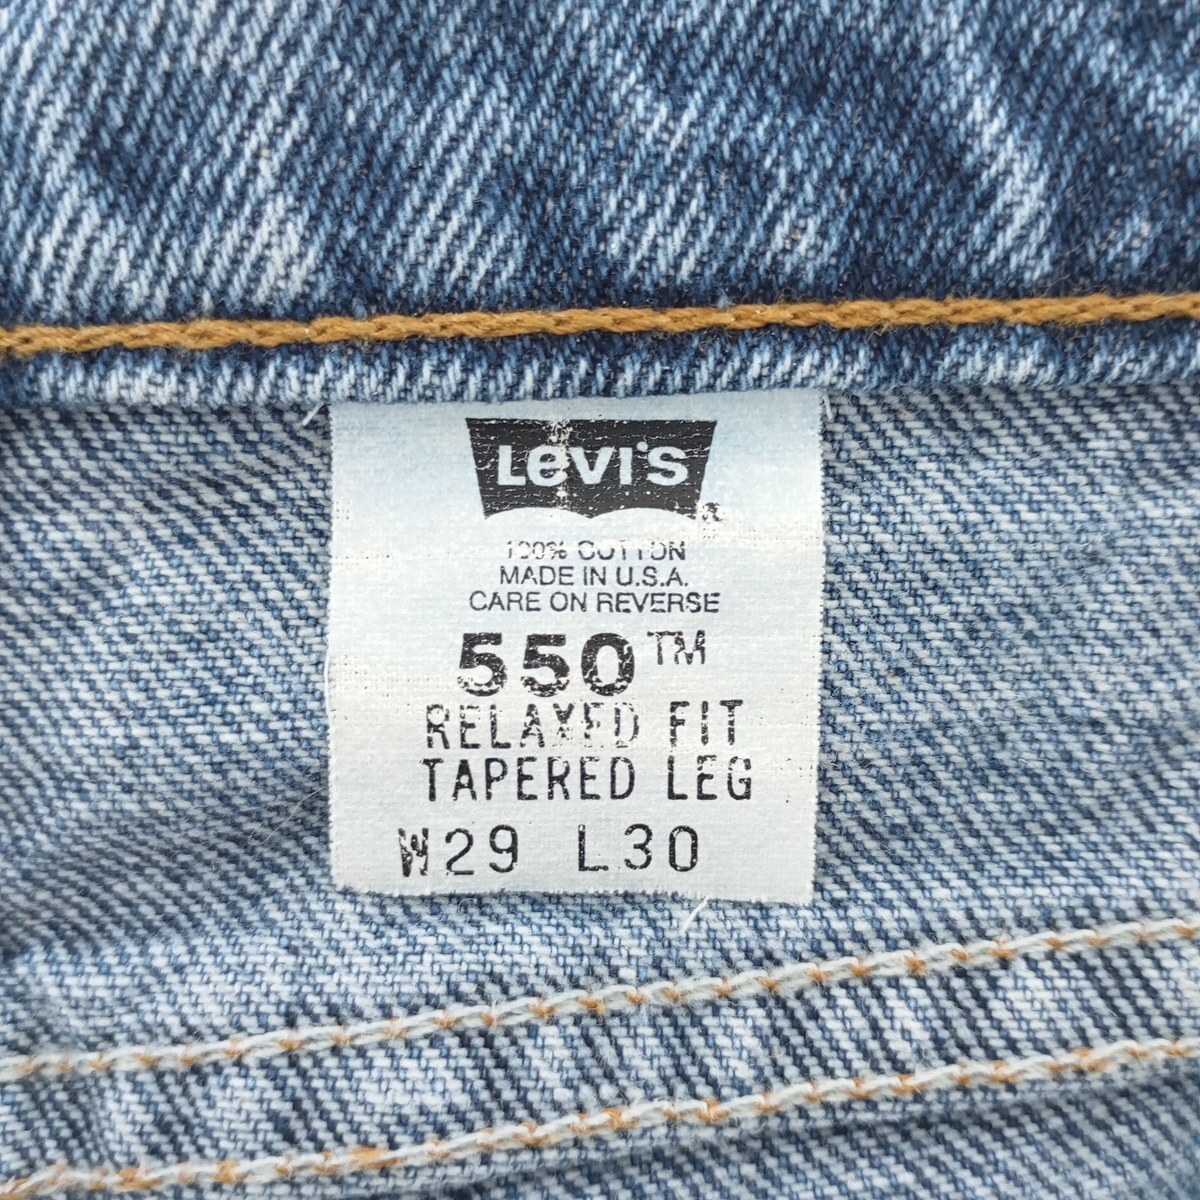 Levi's ®
100% COTTON
MADE IN U.S.A.
CARE ON REVERSE
550™
RELAXED FIT
TAPERED LEG
W29 L30